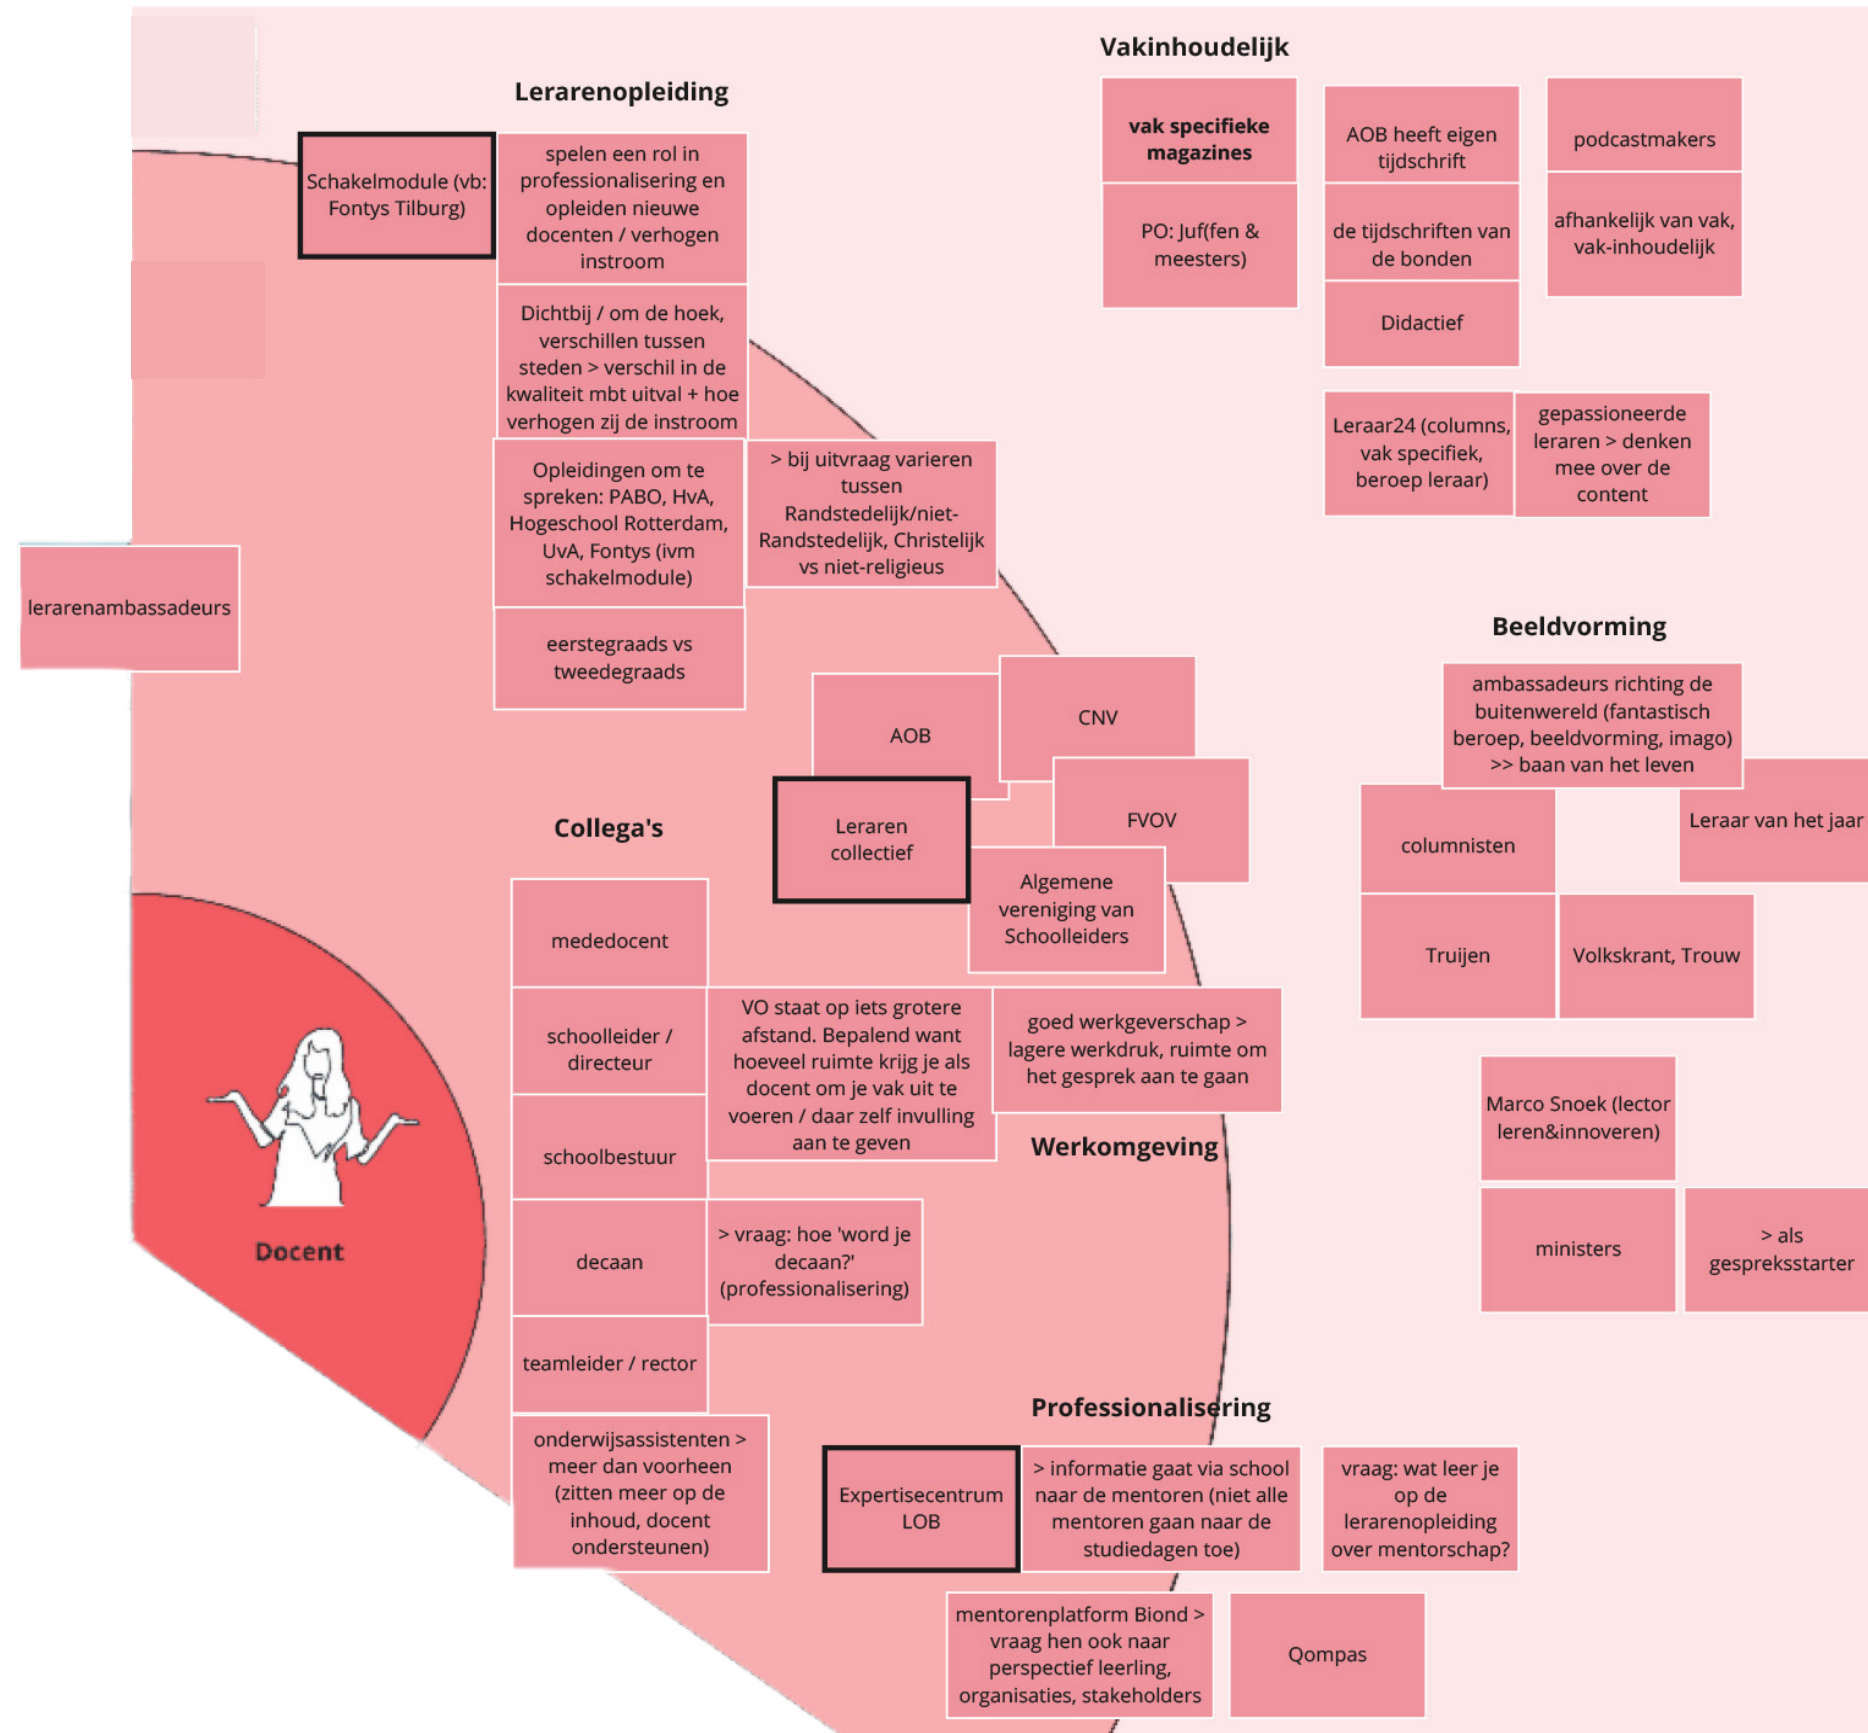 Vakinhoudelijk
vak specifieke
magazines
PO: Juf(fen &
meesters)
AOB heeft eigen
tijdschrift
de tijdschriften van
de bonden
Didactief
podcastmakers
afhankelijk van vak,
vak-inhoudelijk
Leraar24 (columns,
vak specifiek,
beroep leraar)
gepassioneerde
leraren > denken
mee over de
content
Lerarenopleiding
Schakelmodule (vb:
Fontys Tilburg)
spelen een rol in
professionalisering en
opleiden nieuwe
docenten / verhogen
instroom
Dichtbij / om de hoek,
verschillen tussen
steden > verschil in de
kwaliteit mbt uitval + hoe
verhogen zij de instroom
Opleidingen om te
spreken: PABO, HvA,
Hogeschool Rotterdam,
UvA, Fontys (ivm
schakelmodule)
> bij uitvraag varieren
tussen
Randstedelijk/niet-
Randstedelijk, Christelijk
vs niet-religieus
eerstegraads vs
tweedegraads
lerarenambassadeurs
Beeldvorming
ambassadeurs richting de
buitenwereld (fantastisch
beroep, beeldvorming, imago)
>> baan van het leven
columnisten
Leraar van het jaar
Truijen
Volkskrant, Trouw
Marco Snoek (lector
leren&innoveren)
ministers
> als
gespreksstarter
AOB
CNV
Leraren
collectief
FVOV
Algemene
vereniging van
Schoolleiders
Collega's
mededocent
schoolleider /
directeur
schoolbestuur
VO staat op iets grotere
afstand. Bepalend want
hoeveel ruimte krijg je als
docent om je vak uit te
voeren / daar zelf invulling
aan te geven
goed werkgeverschap >
lagere werkdruk, ruimte om
het gesprek aan te gaan
Werkomgeving
decaan
> vraag: hoe 'word je
decaan?'
(professionalisering)
teamleider / rector
onderwijsassistenten >
meer dan voorheen
(zitten meer op de
inhoud, docent
ondersteunen)
Docent
Professionalisering
Expertisecentrum
LOB
> informatie gaat via school
naar de mentoren (niet alle
mentoren gaan naar de
studiedagen toe)
vraag: wat leer je
op de
lerarenopleiding
over mentorschap?
mentorenplatform Biond >
vraag hen ook naar
perspectief leerling,
organisaties, stakeholders
Qompas